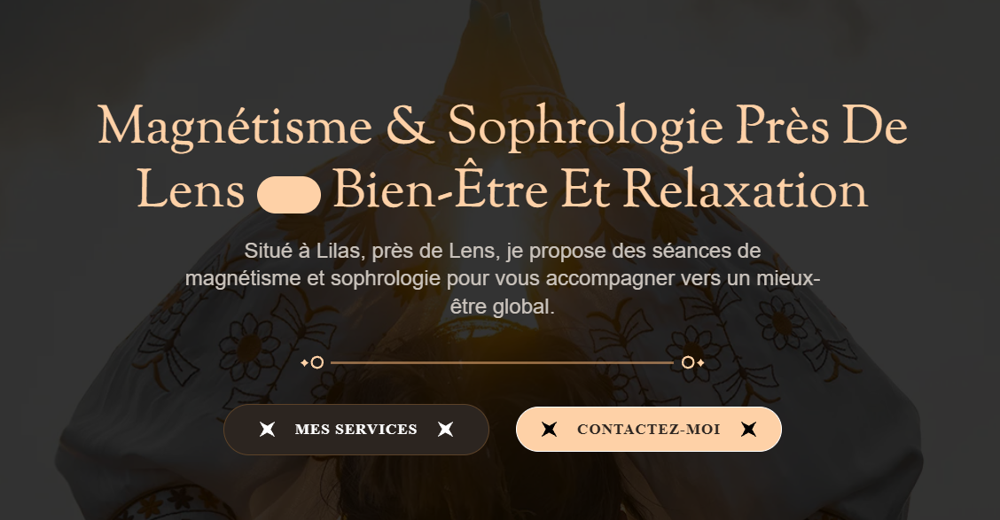 Magnétisme & Sophrologie Près De
Lens Bien-Être Et Relaxation
Situé à Lilas, près de Lens, je propose des séances de
magnétisme et sophrologie pour vous accompagner vers un mieux-
être global.
MES SERVICES
CONTACTEZ-MOI